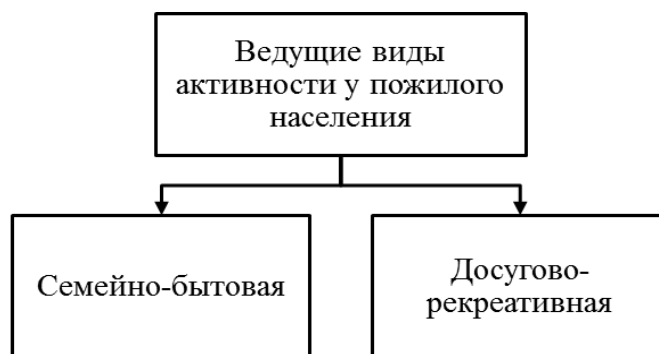 Ведущие виды
активности у пожилого
населения
Семейно-бытовая
Досугово-
рекреативная